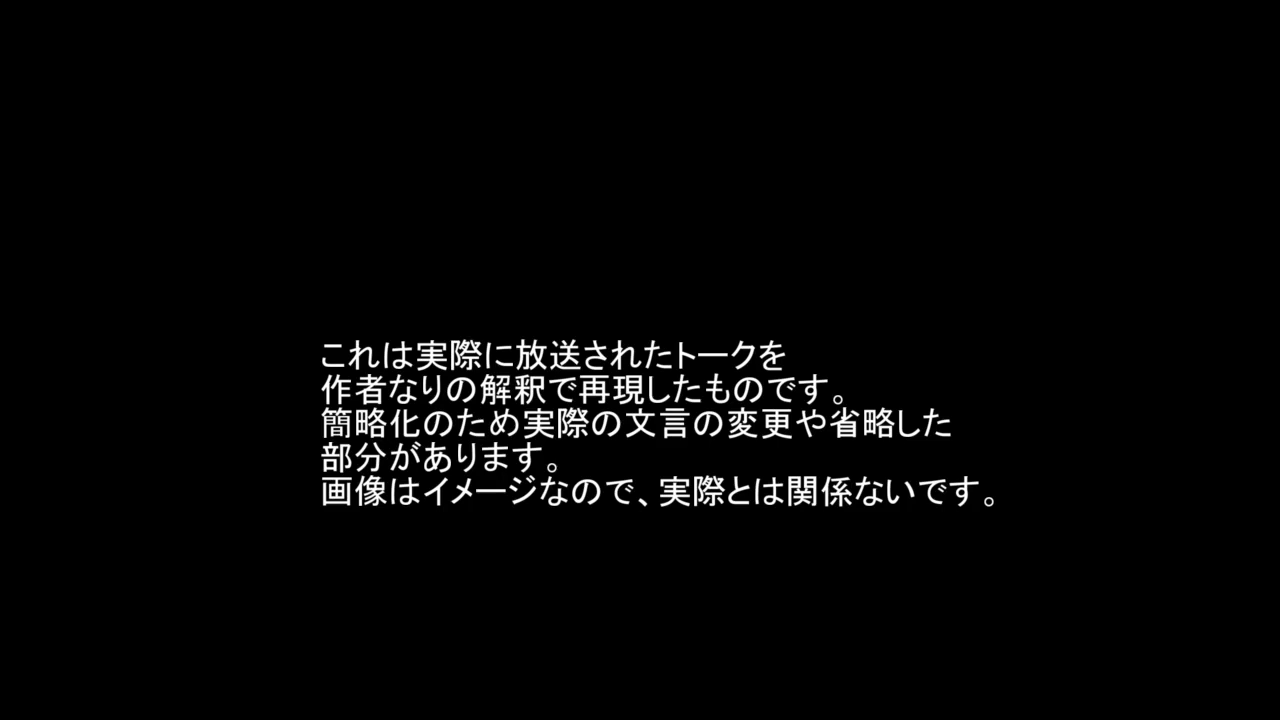 これは実際に放送されたトークを
作者なりの解釈で再現したものです。
簡略化のため実際の文言の変更や省略した
部分があります。
画像はイメージなので、実際とは関係ないです。